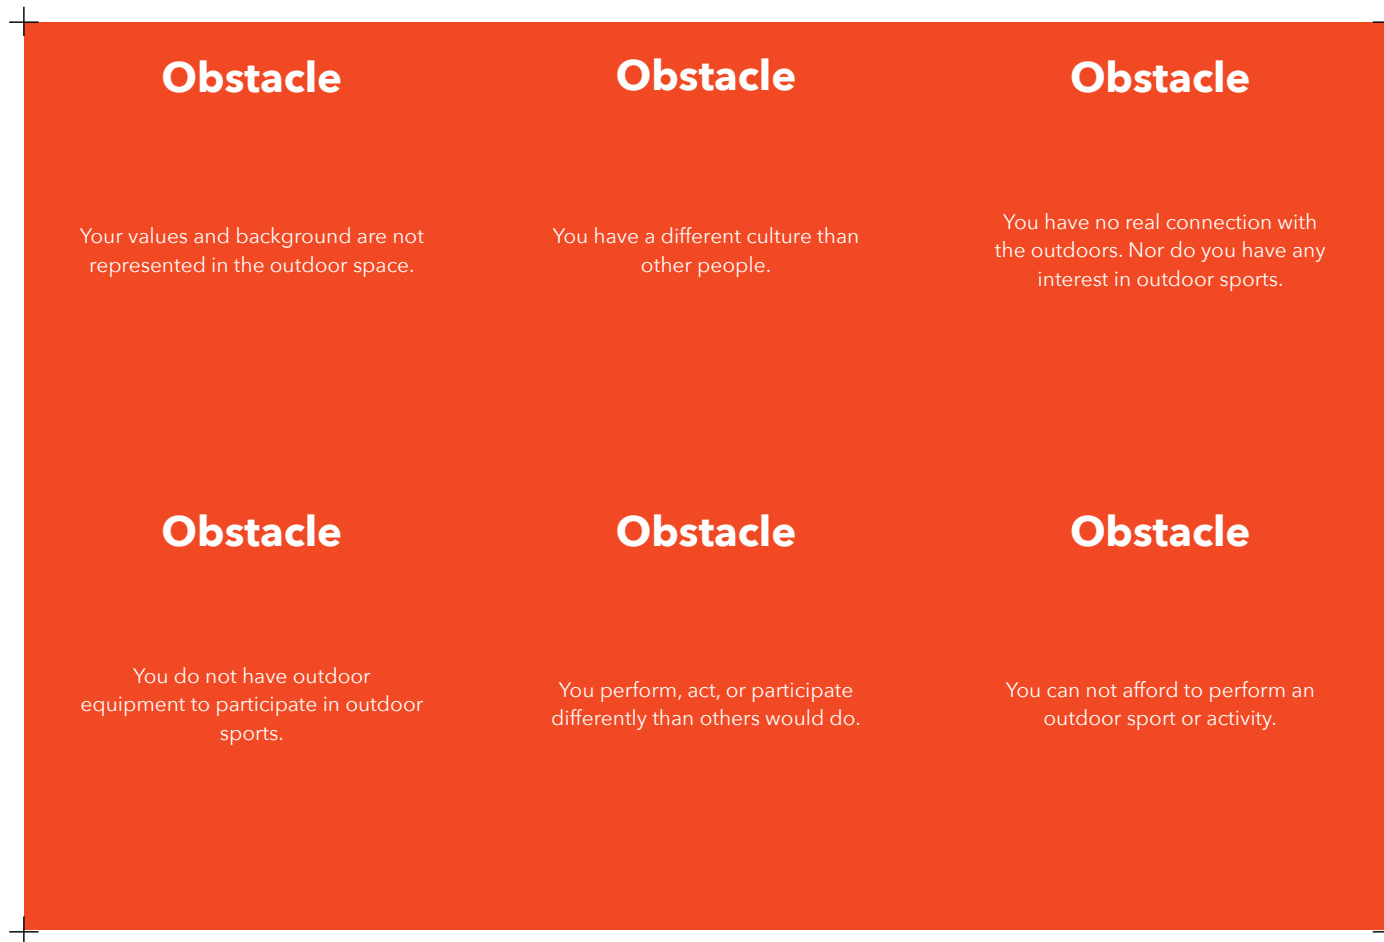 Obstacle
Your values and background are not
represented in the outdoor space.
Obstacle
You have a different culture than
other people.
Obstacle
You have no real connection with
the outdoors. Nor do you have any
interest in outdoor sports.
Obstacle
You do not have outdoor
equipment to participate in outdoor
sports.
Obstacle
You perform, act, or participate
differently than others would do.
Obstacle
You can not afford to perform an
outdoor sport or activity.